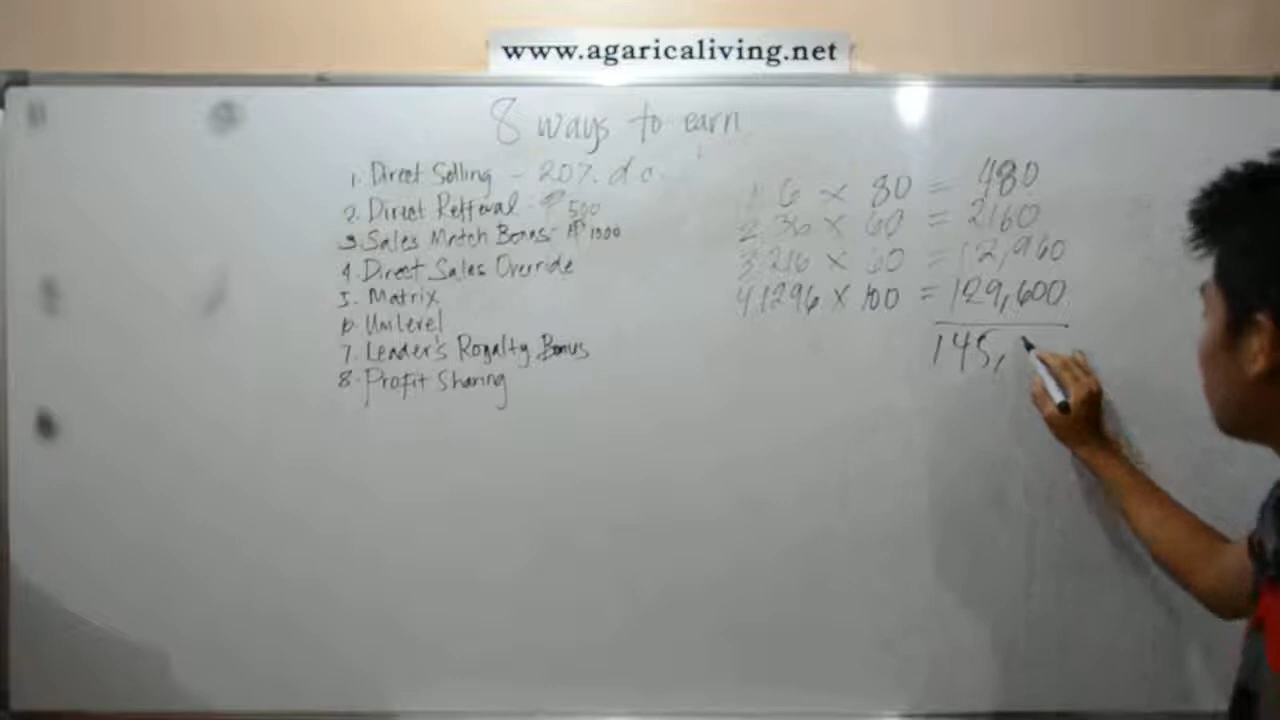 www.agaricaliving.net
8 ways to earn
1. Direct Selling - 20% d c.
2. Direct Refferal - ₱ 500
3. Sales Match Bonus - ₱ 1000
4. Direct Sales Override
5. Matrix
6. Unilevel
7. Leader's Royalty Bonus
8. Profit Sharing
1. 6 x 80 = 480
2. 36 x 60 = 2160
3. 216 x 60 = 12,960
4. 1296 x 100 = 129,600
145,